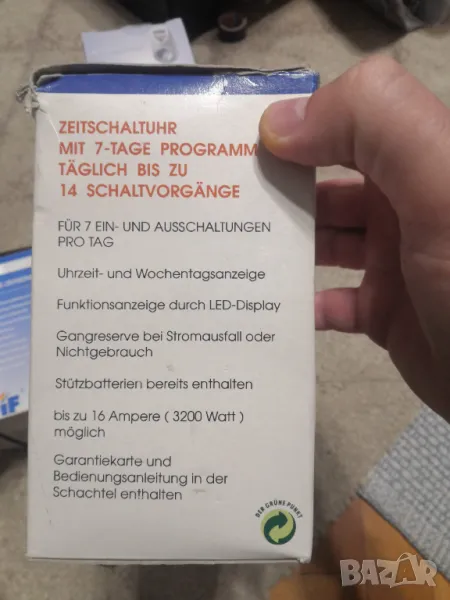 ZEITSCHALTUHR
MIT 7-TAGE PROGRAMM
TÄGLICH BIS ZU
14 SCHALTVORGÄNGE
FÜR 7 EIN- UND AUSSCHALTUNGEN
PRO TAG
Uhrzeit- und Wochentagsanzeige
Funktionsanzeige durch LED-Display
Gangreserve bei Stromausfall oder
Nichtgebrauch
Stützbatterien bereits enthalten
bis zu 16 Ampere ( 3200 Watt )
möglich
Garantiekarte und
Bedienungsanleitung in der
Schachtel enthalten
DER GRÜNE PUNKT
iF
BAZAR